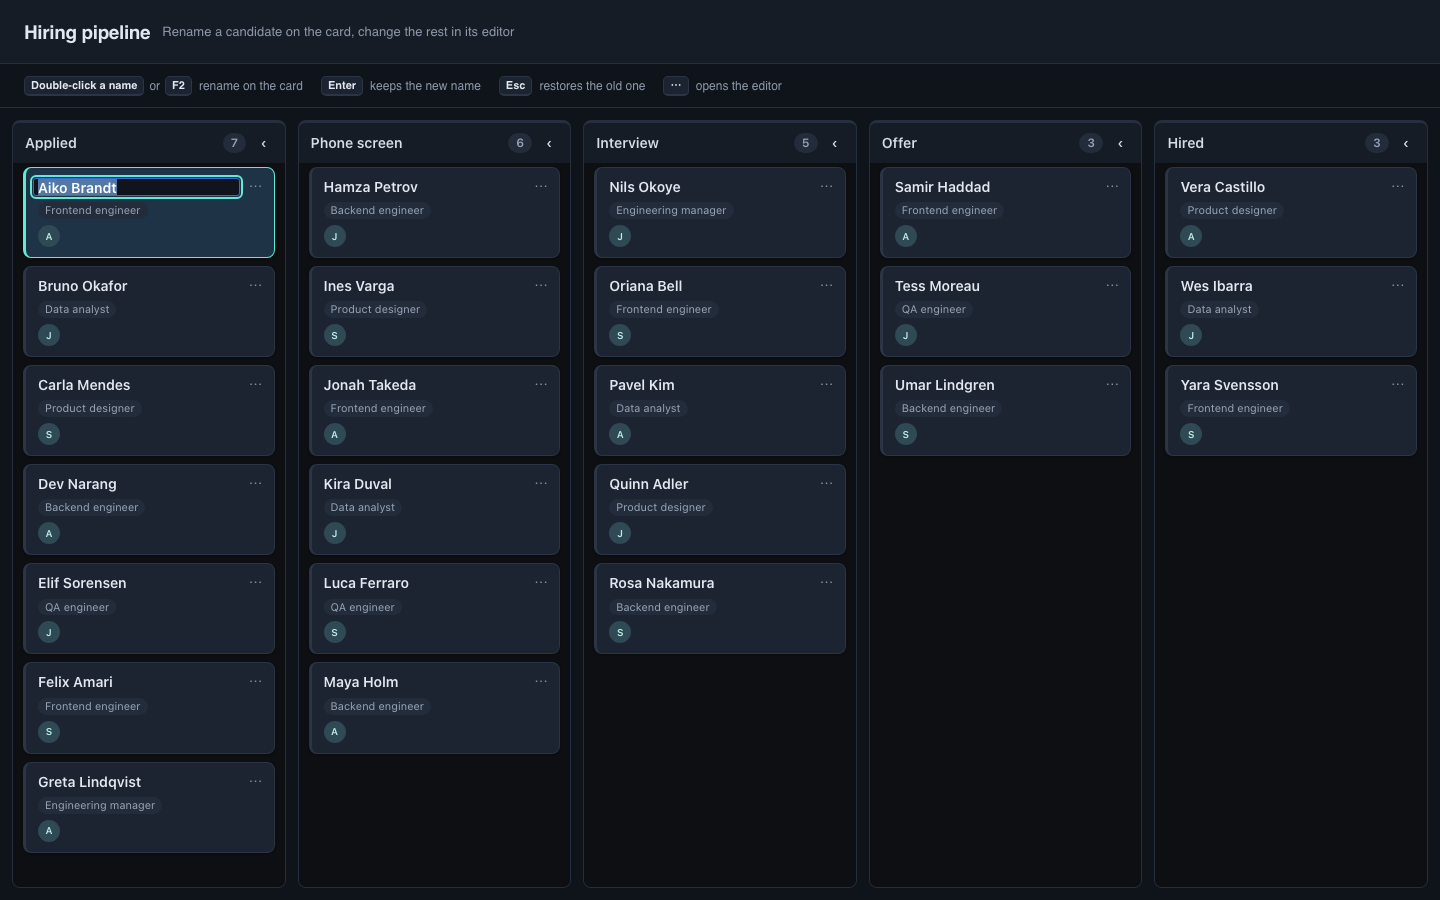 Hiring pipeline Rename a candidate on the card, change the rest in its editor
Double-click a name or F2 rename on the card Enter keeps the new name Esc restores the old one ··· opens the editor
Applied 7 ‹
Aiko Brandt ···
Frontend engineer
A
Bruno Okafor ···
Data analyst
J
Carla Mendes ···
Product designer
S
Dev Narang ···
Backend engineer
A
Elif Sorensen ···
QA engineer
J
Felix Amari ···
Frontend engineer
S
Greta Lindqvist ···
Engineering manager
A
Phone screen 6 ‹
Hamza Petrov ···
Backend engineer
J
Ines Varga ···
Product designer
S
Jonah Takeda ···
Frontend engineer
A
Kira Duval ···
Data analyst
J
Luca Ferraro ···
QA engineer
S
Maya Holm ···
Backend engineer
A
Interview 5 ‹
Nils Okoye ···
Engineering manager
J
Oriana Bell ···
Frontend engineer
S
Pavel Kim ···
Data analyst
A
Quinn Adler ···
Product designer
J
Rosa Nakamura ···
Backend engineer
S
Offer 3 ‹
Samir Haddad ···
Frontend engineer
A
Tess Moreau ···
QA engineer
J
Umar Lindgren ···
Backend engineer
S
Hired 3 ‹
Vera Castillo ···
Product designer
A
Wes Ibarra ···
Data analyst
J
Yara Svensson ···
Frontend engineer
S